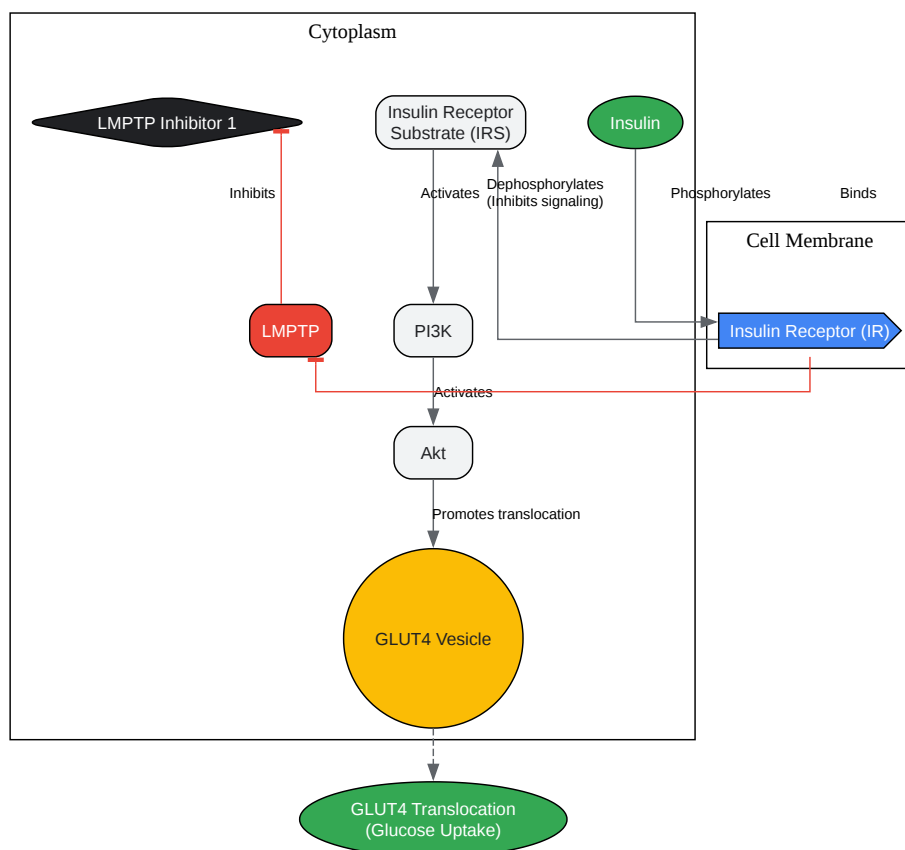 Cytoplasm
LMPTP Inhibitor 1
Insulin Receptor
Substrate (IRS)
Insulin
Inhibits
Activates
Dephosphorylates
(Inhibits signaling)
Phosphorylates
Binds
Cell Membrane
LMPTP
PI3K
Insulin Receptor (IR)
Activates
Akt
Promotes translocation
GLUT4 Vesicle
GLUT4 Translocation
(Glucose Uptake)